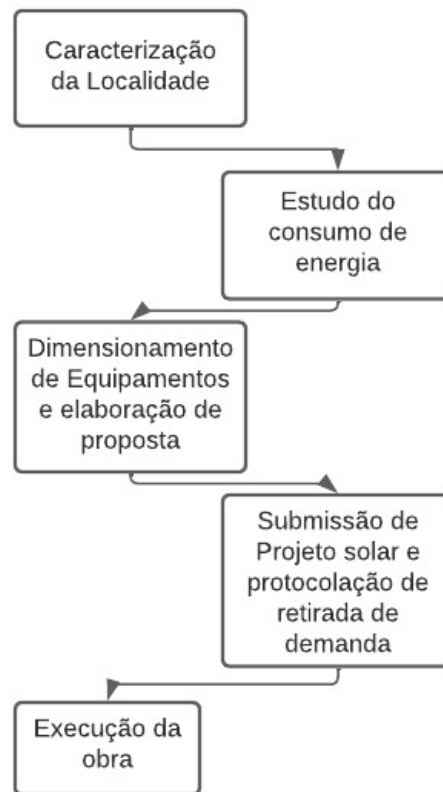 Caracterização
da Localidade
Estudo do
consumo de
energia
Dimensionamento
de Equipamentos
e elaboração de
proposta
Submissão de
Projeto solar e
protocolação de
retirada de
demanda
Execução da
obra